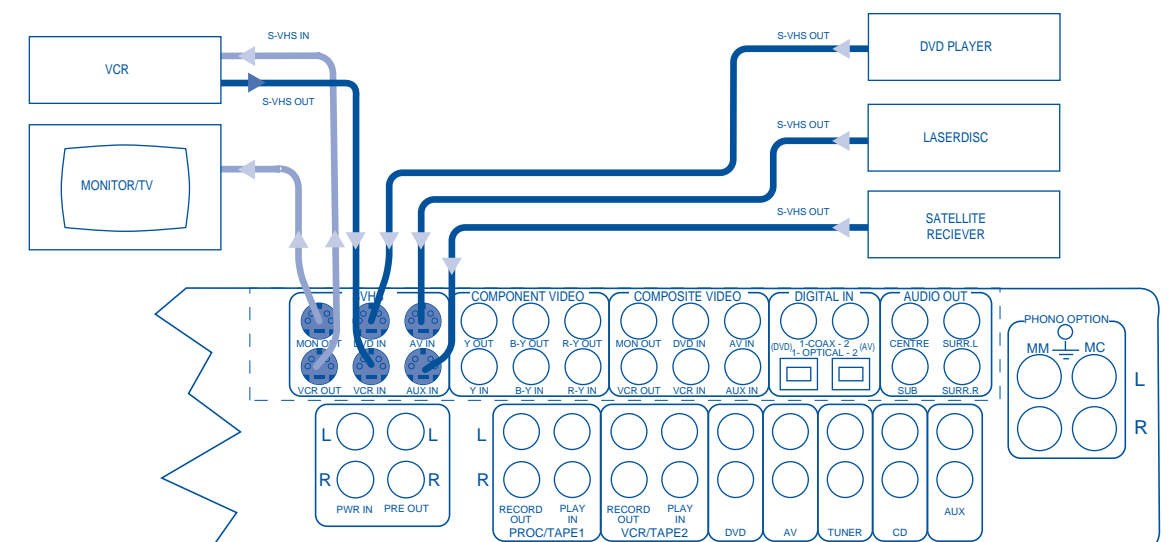 S-VHS IN
VCR
S-VHS OUT
MONITOR/TV
S-VHS OUT
DVD PLAYER
S-VHS OUT
LASERDISC
S-VHS OUT
SATELLITE
RECIEVER
COMPONENT VIDEO
COMPOSITE VIDEO
DIGITAL IN
AUDIO OUT
MON OUT DVD IN AV IN
Y OUT B-Y OUT R-Y OUT
MON OUT DVD IN AV IN
(DVD) 1-COAX - 2 (AV)
1- OPTICAL - 2
CENTRE SURR.L
VCR OUT VCR IN AUX IN
Y IN B-Y IN R-Y IN
VCR OUT VCR IN AUX IN
SUB SURR.R
PHONO OPTION
MM MC
L
R
L L
R R
PWR IN PRE OUT
L
R
RECORD OUT PLAY IN
PROC/TAPE1
RECORD OUT PLAY IN
VCR/TAPE2
DVD
AV
TUNER
CD
AUX